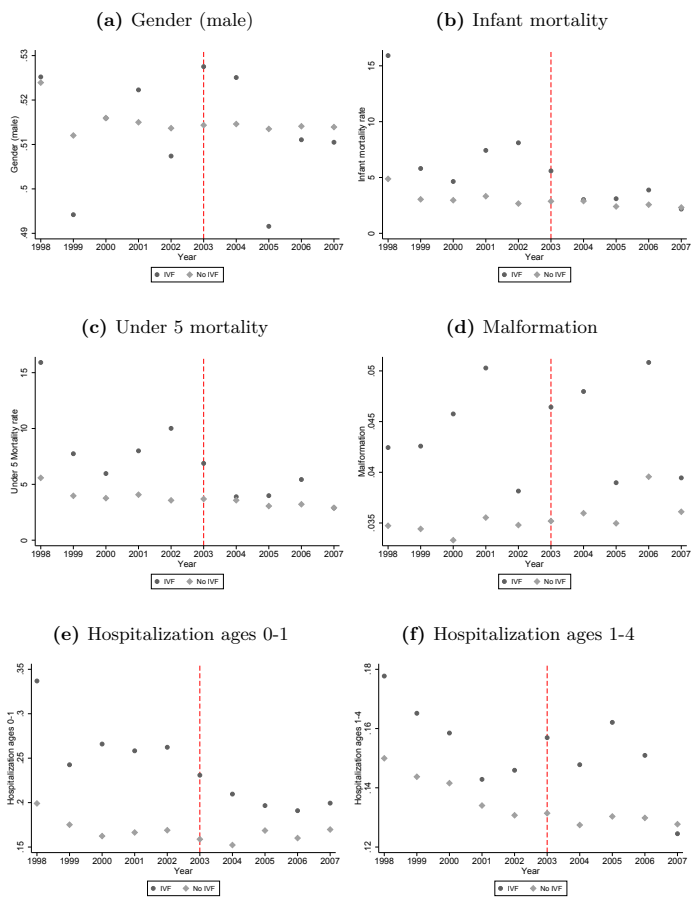 (a) Gender (male)
(b) Infant mortality
Gender (male)
.49 .5 .51 .52 .53
1998 1999 2000 2001 2002 2003 2004 2005 2006 2007
Year
IVF No IVF
Infant mortality rate
0 5 10 15
1998 1999 2000 2001 2002 2003 2004 2005 2006 2007
Year
IVF No IVF
(c) Under 5 mortality
(d) Malformation
Under 5 Mortality rate
0 5 10 15
1998 1999 2000 2001 2002 2003 2004 2005 2006 2007
Year
IVF No IVF
Malformation
.035 .04 .045 .05
1998 1999 2000 2001 2002 2003 2004 2005 2006 2007
Year
IVF No IVF
(e) Hospitalization ages 0-1
(f) Hospitalization ages 1-4
Hospitalization ages 0-1
.15 .2 .25 .3 .35
1998 1999 2000 2001 2002 2003 2004 2005 2006 2007
Year
IVF No IVF
Hospitalization ages 1-4
.12 .14 .16 .18
1998 1999 2000 2001 2002 2003 2004 2005 2006 2007
Year
IVF No IVF